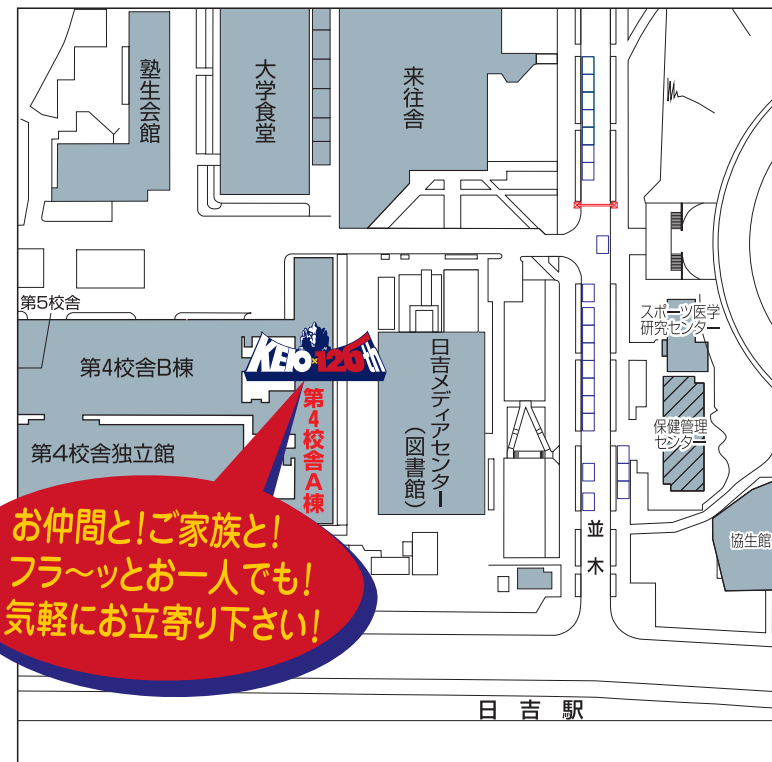 塾生会館
大学食堂
来往舎
第5校舎
第4校舎B棟
KEIO×126th
第4校舎A棟
日吉メディアセンター
（図書館）
スポーツ医学
研究センター
保健管理
センター
第4校舎独立館
お仲間と!ご家族と!
フラ～ッとお一人でも!
気軽にお立寄り下さい!
並木
協生館
日吉駅